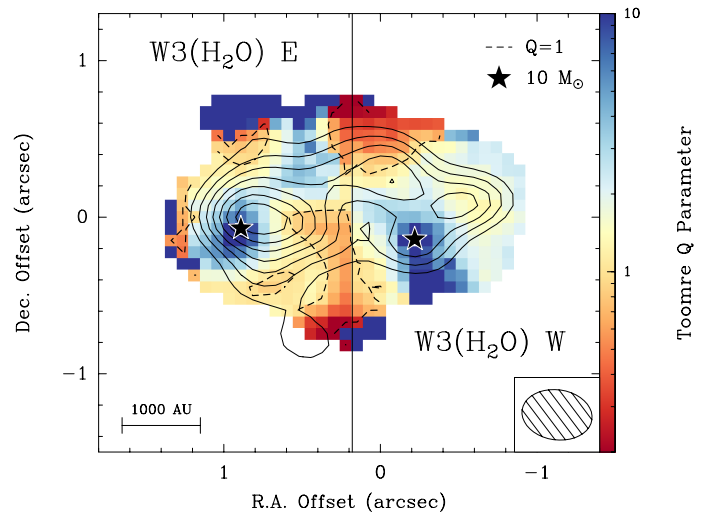 W3(H₂O) E
Q=1
10 M☉
W3(H₂O) W
1000 AU
1
0
−1
1
0
−1
R.A. Offset (arcsec)
Dec. Offset (arcsec)
10
1
Toomre Q Parameter